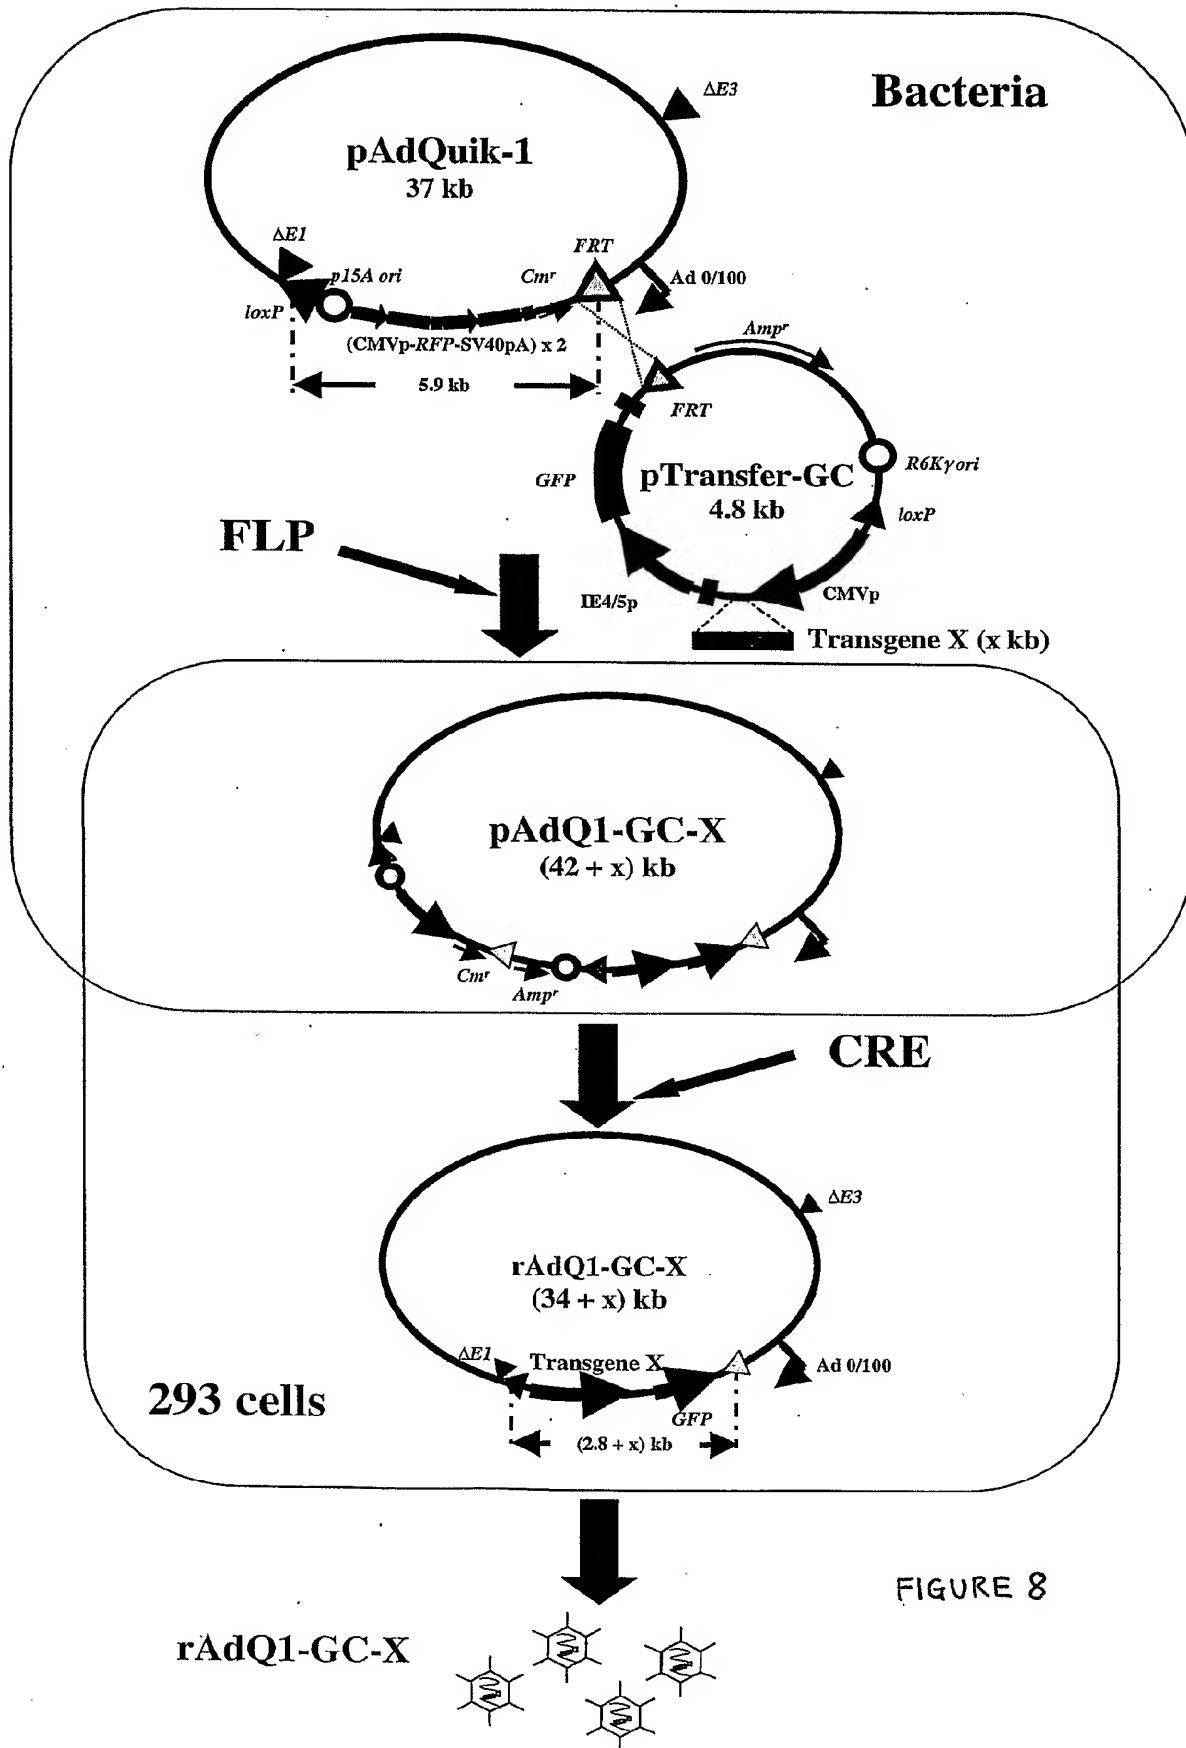 Bacteria
ΔE3
pAdQuik-1
37 kb
ΔE1
FRT
p15A ori
Cmʳ
Ad 0/100
loxP
(CMVp-RFP-SV40pA) x 2
5.9 kb
Ampʳ
FRT
R6Kγori
GFP
pTransfer-GC
4.8 kb
loxP
FLP
IE4/5p
CMVp
Transgene X (x kb)
pAdQ1-GC-X
(42 + x) kb
Cmʳ
Ampʳ
CRE
ΔE3
rAdQ1-GC-X
(34 + x) kb
ΔE1
Transgene X
Ad 0/100
293 cells
GFP
(2.8 + x) kb
FIGURE 8
rAdQ1-GC-X